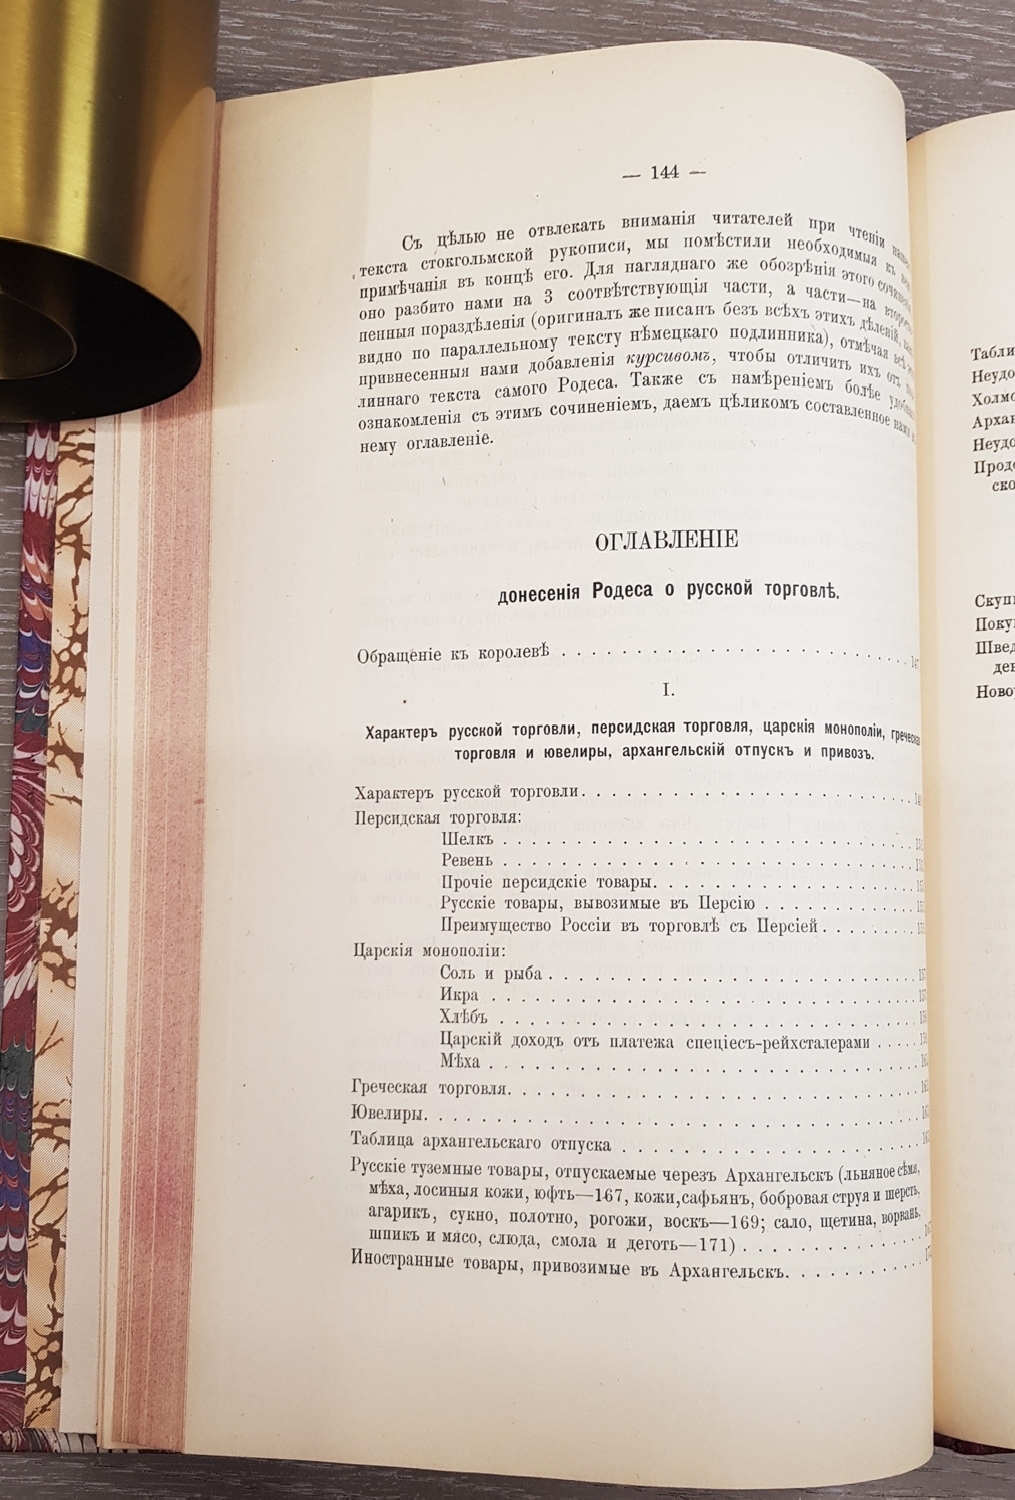 — 144 —
Съ цѣлью не отвлекать вниманія читателей при чтеніи
текста стокгольмской рукописи, мы помѣстили необходимыя къ
примѣчанія въ концѣ его. Для нагляднаго же обозрѣнія этого
оно разбито нами на 3 соотвѣтствующія части, а части—на
пенныя пораздѣленія (оригиналъ же писанъ безъ всѣхъ этихъ дѣленій,
видно по параллельному тексту нѣмецкаго подлинника), отмѣчая всѣ
привнесенныя нами добавленія курсивомъ, чтобы отличить ихъ отъ
линнаго текста самого Родеса. Также съ намѣреніемъ болѣе
ознакомленія съ этимъ сочиненіемъ, даемъ цѣликомъ составленное нами
нему оглавленіе.
ОГЛАВЛЕНІЕ
донесенія Родеса о русской торговлѣ.
Обращеніе къ королевѣ
I.
Характеръ русской торговли, персидская торговля, царскія монополіи, греческая
торговля и ювелиры, архангельскій отпускъ и привозъ.
Характеръ русской торговли
Персидская торговля:
Шелкъ
Ревень
Прочіе персидскіе товары
Русскіе товары, вывозимые въ Персію
Преимущество Россіи въ торговлѣ съ Персіей
Царскія монополіи:
Соль и рыба
Икра
Хлѣбъ
Царскій доходъ отъ платежа спеціесъ-рейхсталерами
Мѣха
Греческая торговля
Ювелиры
Таблица архангельскаго отпуска
Русскіе туземные товары, отпускаемые черезъ Архангельскъ (льняное сѣмя,
мѣха, лосиныя кожи, юфть—167, кожи, сафьянъ, бобровая струя и шерсть,
агарикъ, сукно, полотно, рогожи, воскъ—169; сало, щетина, ворвань,
шпикъ и мясо, слюда, смола и деготь—171)
Иностранные товары, привозимые въ Архангельскъ